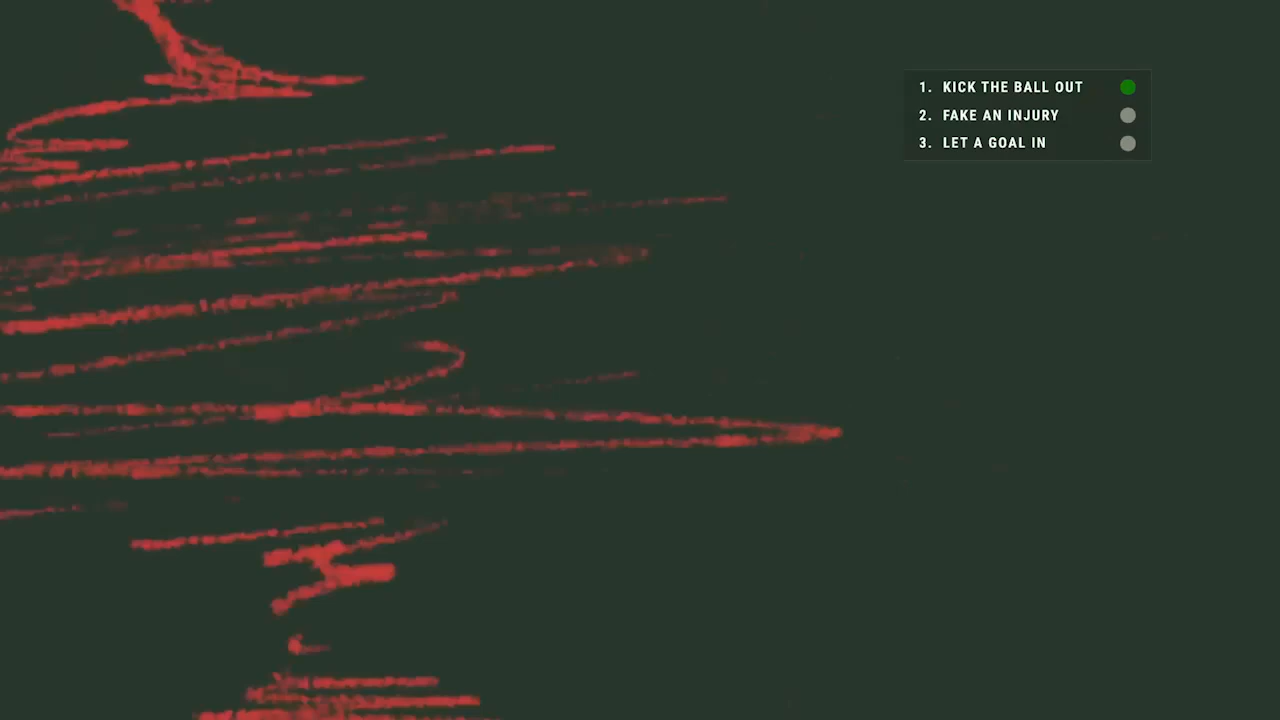 1. KICK THE BALL OUT
2. FAKE AN INJURY
3. LET A GOAL IN